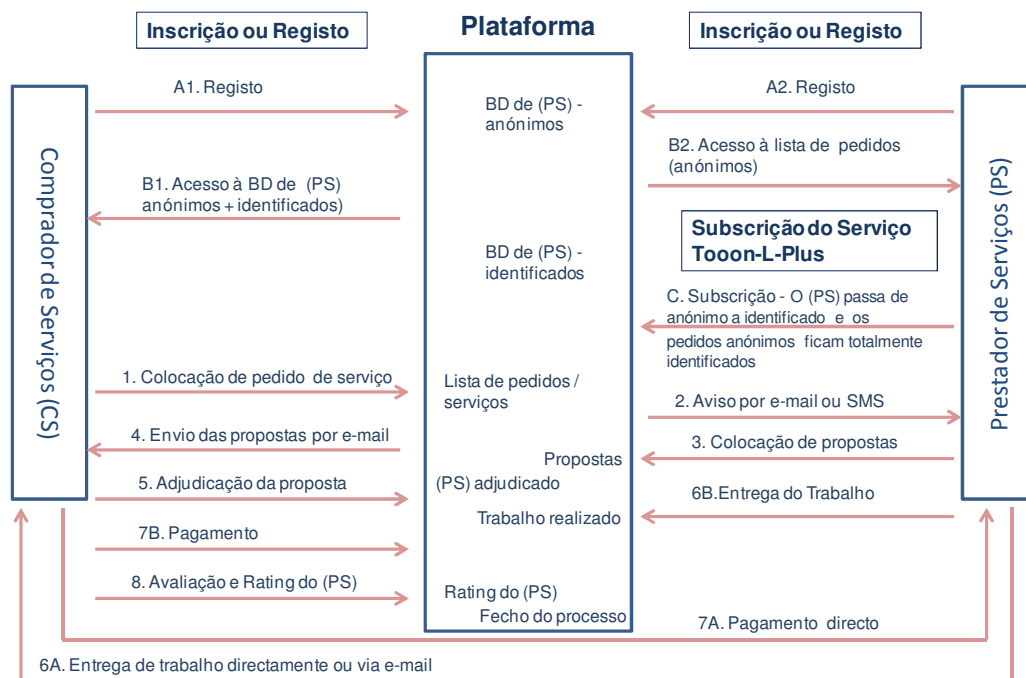 Inscrição ou Registo
Plataforma
Inscrição ou Registo
A1. Registo
A2. Registo
BD de (PS) -
anónimos
B2. Acesso à lista de pedidos
(anónimos)
B1. Acesso à BD de (PS)
anónimos + identificados)
Comprador de Serviços (CS)
Prestador de Serviços (PS)
Subscrição do Serviço
Tooon-L-Plus
BD de (PS) -
identificados
C. Subscrição - O (PS) passa de
anónimo a identificado e os
pedidos anónimos ficam totalmente
identificados
1. Colocação de pedido de serviço
Lista de pedidos /
serviços
2. Aviso por e-mail ou SMS
4. Envio das propostas por e-mail
3. Colocação de propostas
Propostas
5. Adjudicação da proposta
(PS) adjudicado
6B.Entrega do Trabalho
Trabalho realizado
7B. Pagamento
8. Avaliação e Rating do (PS)
Rating do (PS)
Fecho do processo
7A. Pagamento directo
6A. Entrega de trabalho directamente ou via e-mail